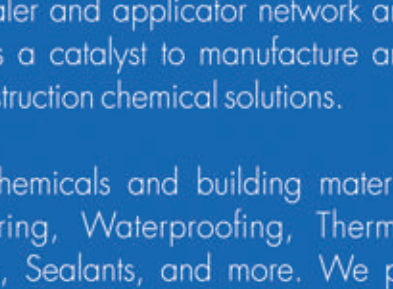 aler and applicator network a
s a catalyst to manufacture a
struction chemical solutions.
hemicals and building mater
ring, Waterproofing, Therm
, Sealants, and more. We p